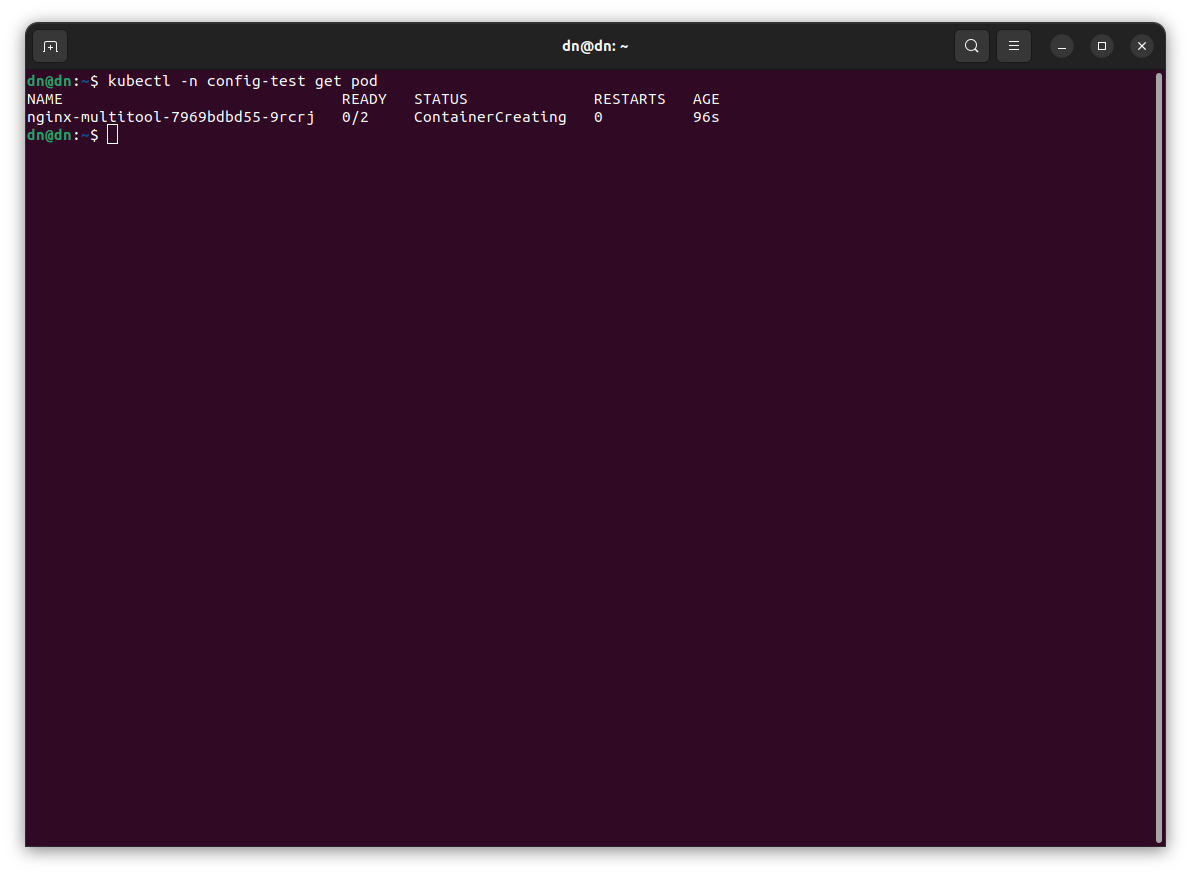 dn@dn: ~
dn@dn:~$ kubectl -n config-test get pod
NAME                               READY   STATUS              RESTARTS   AGE
nginx-multitool-7969bdbd55-9rcrj   0/2     ContainerCreating   0          96s
dn@dn:~$